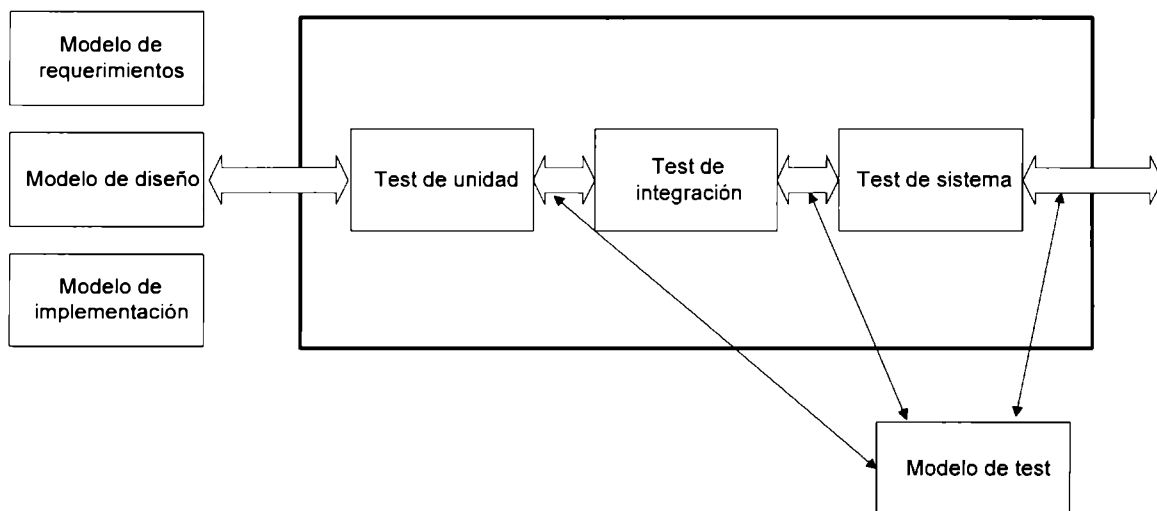 Modelo de
requerimientos
Modelo de diseño
Modelo de
implementación
Test de unidad
Test de
integración
Test de sistema
Modelo de test